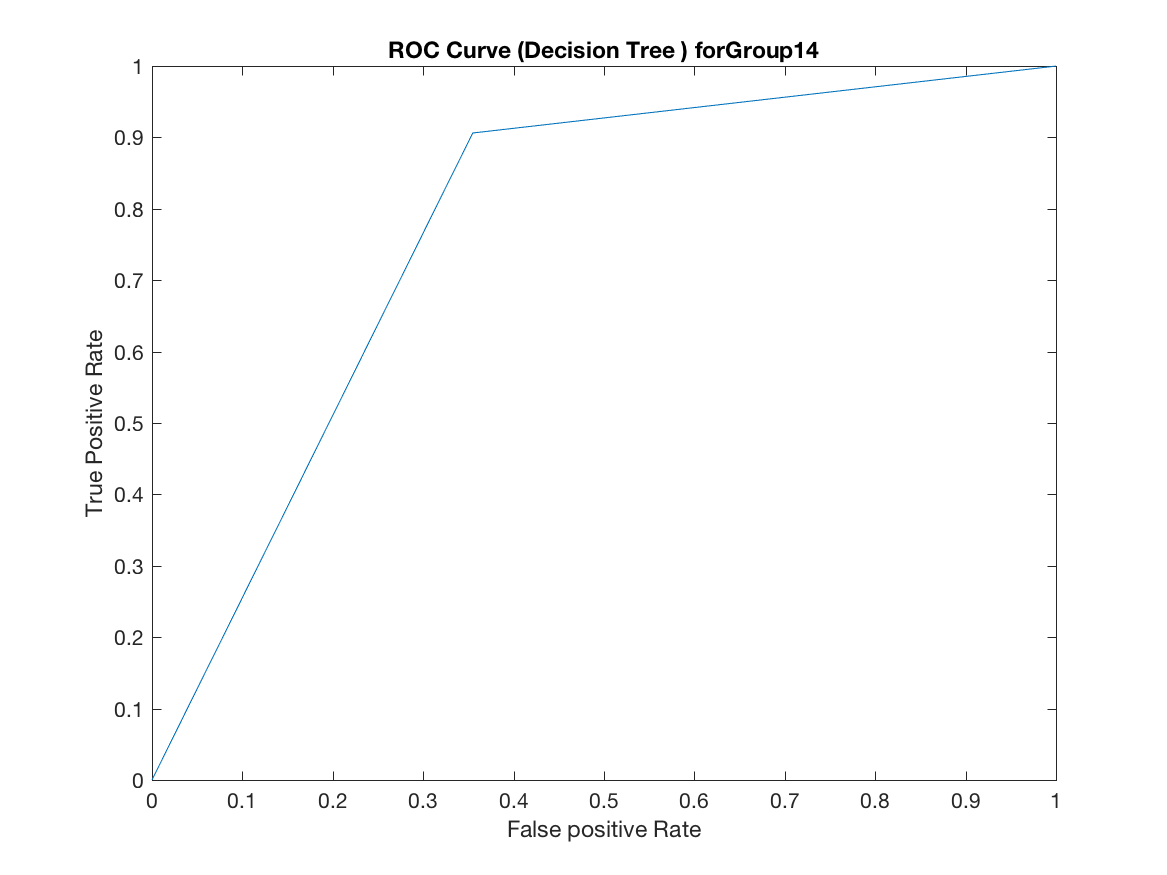 ROC Curve (Decision Tree ) forGroup14
1
0.9
0.8
0.7
0.6
0.5
0.4
0.3
0.2
0.1
0
True Positive Rate
0 0.1 0.2 0.3 0.4 0.5 0.6 0.7 0.8 0.9 1
False positive Rate